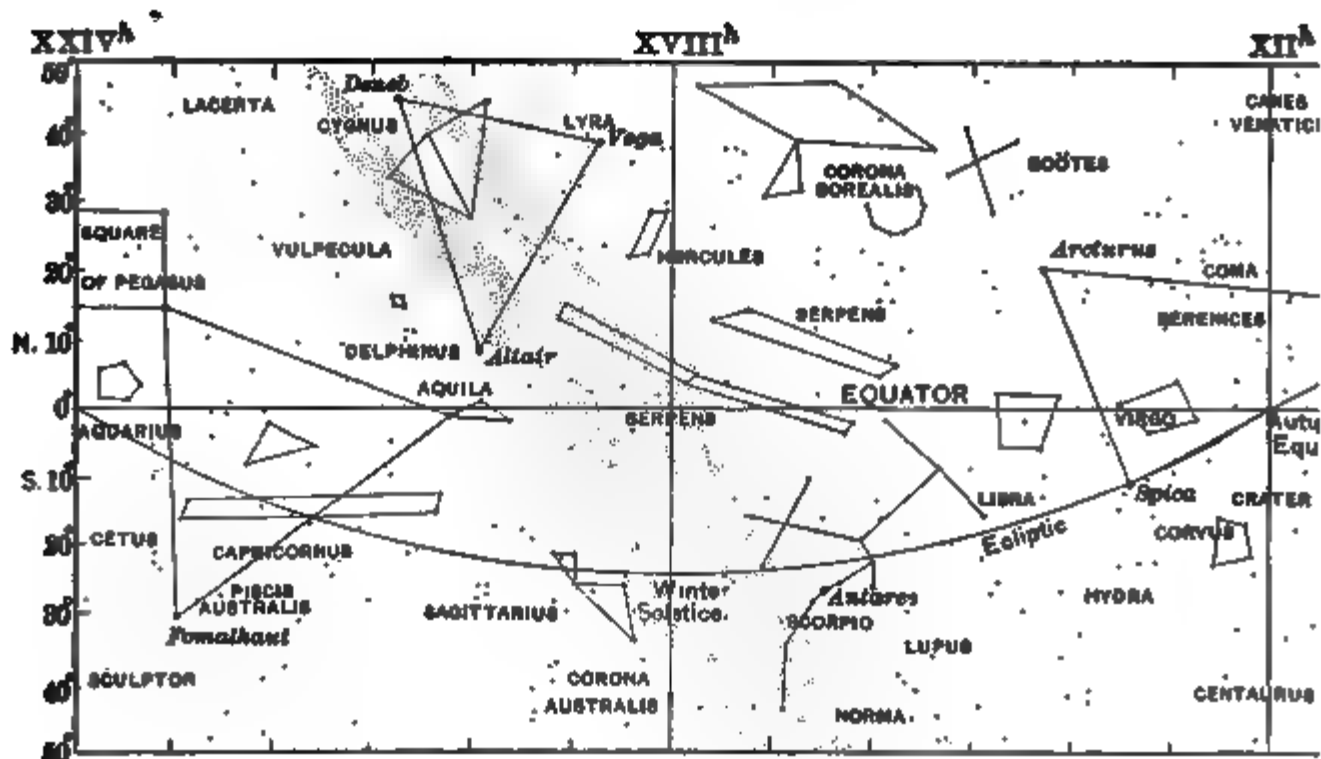 XXIVʰ XVIIIʰ XIIʰ
50°
Deneb
LACERTA
CANES
VENATICI
CYGNUS
LYRA
Vega
40°
BOÖTES
CORONA
BOREALIS
30°
SQUARE
VULPECULA
HERCULES
Arcturus
COMA
20°
OF PEGASUS
SERPENS
BERENICES
N. 10°
DELPHINUS
Altair
AQUILA
EQUATOR
0°
AQUARIUS
SERPENS
VIRGO
Autu
Equ
S. 10°
LIBRA
Spica
CRATER
CETUS
CAPRICORNUS
Ecliptic
CORVUS
20°
PISCIS
AUSTRALIS
SAGITTARIUS
Winter
Solstice.
Antares
HYDRA
30°
SCORPIO
Fomalhaut
LUPUS
SCULPTOR
CORONA
AUSTRALIS
CENTAURUS
40°
NORMA
50°